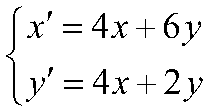 x′ = 4x + 6y
y′ = 4x + 2y